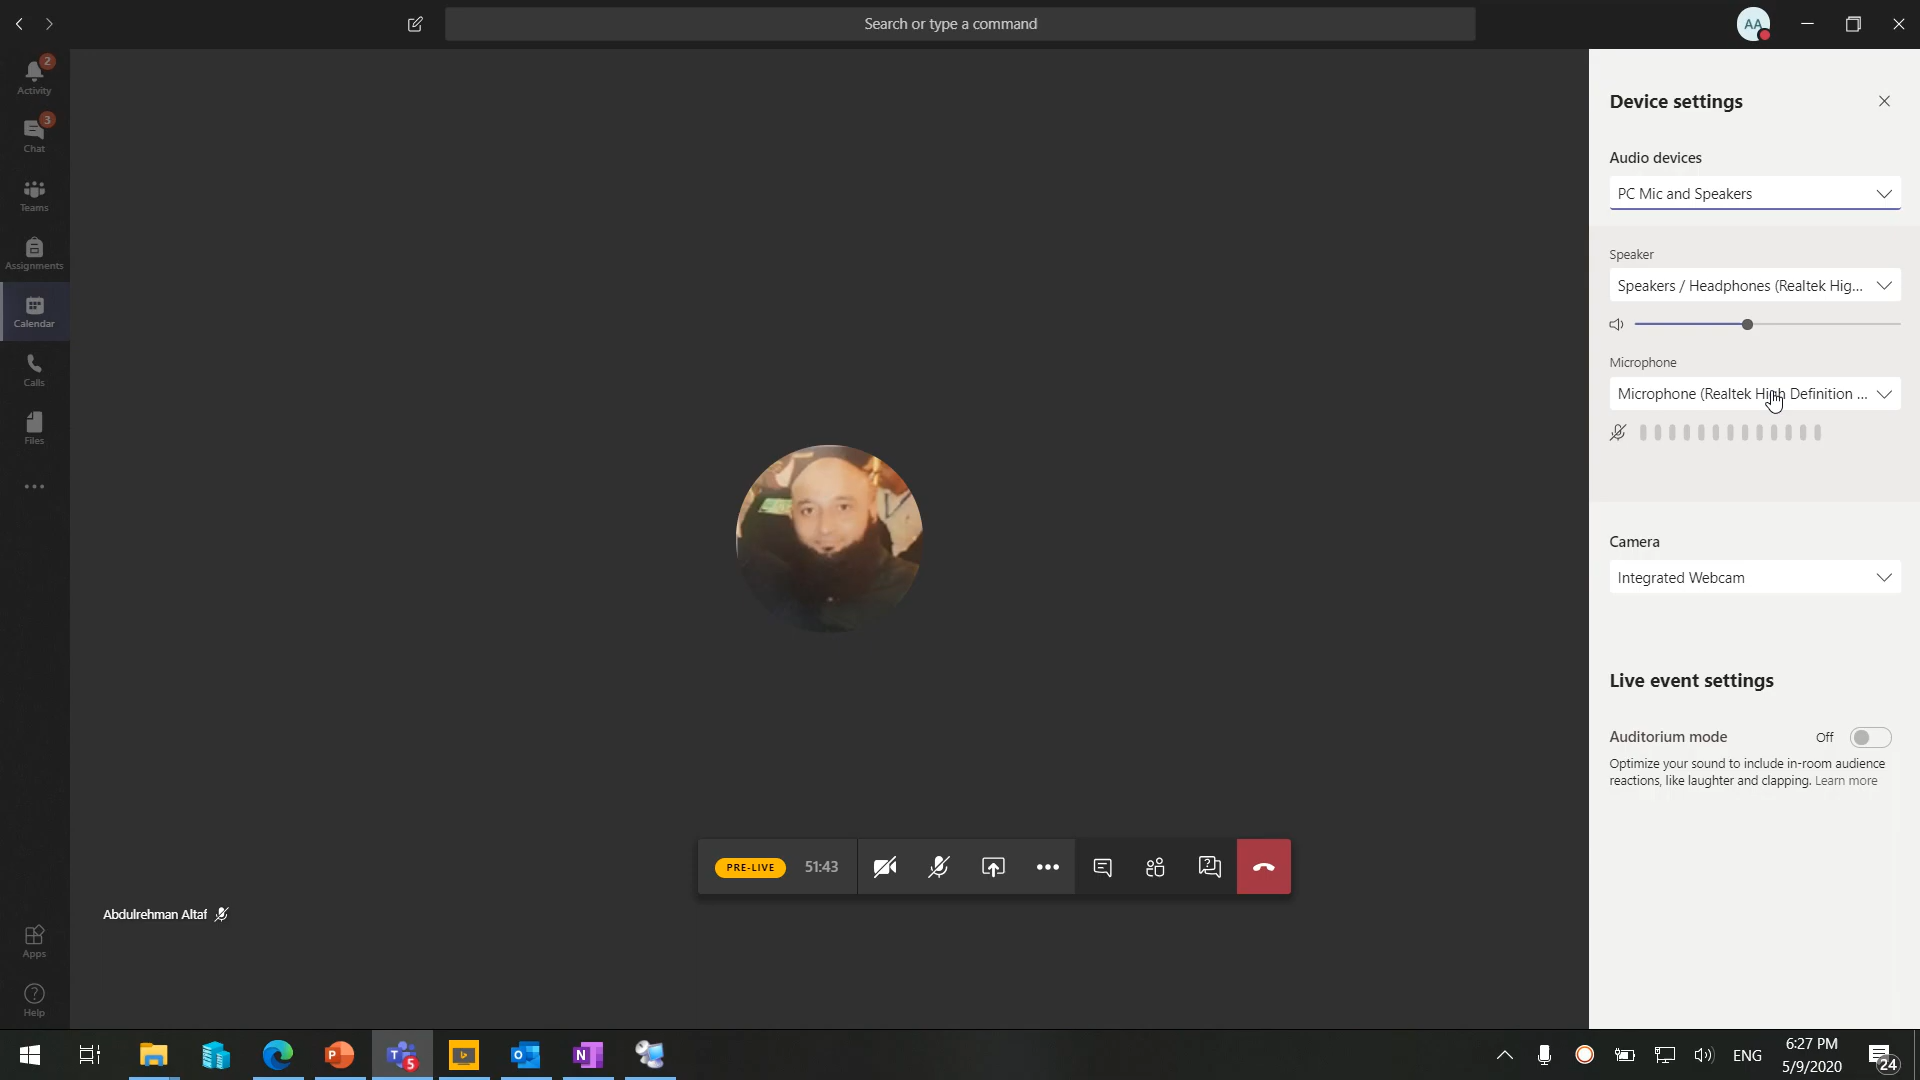 Search or type a command
AA
2
Activity
3
Chat
Teams
Assignments
Calendar
Calls
Files
Apps
Help
Device settings
Audio devices
PC Mic and Speakers
Speaker
Speakers / Headphones (Realtek Hig...
Microphone
Microphone (Realtek High Definition ...
Camera
Integrated Webcam
Live event settings
Auditorium mode Off
Optimize your sound to include in-room audience
reactions, like laughter and clapping. Learn more
PRE-LIVE 51:43
Abdulrehman Altaf
5
ENG
6:27 PM
5/9/2020
24